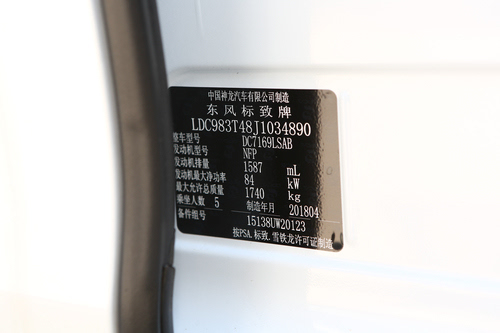 中国神龙汽车有限公司制造
东风标致牌
LDC983T48J1034890
整车型号 DC7169LSAB
发动机型号 NFP
发动机排量 1587 mL
发动机最大净功率 84 kW
最大允许总质量 1740 kg
乘坐人数 5 制造年月 201804
备件组号 15138UW20123
按PSA.标致.雪铁龙许可证制造